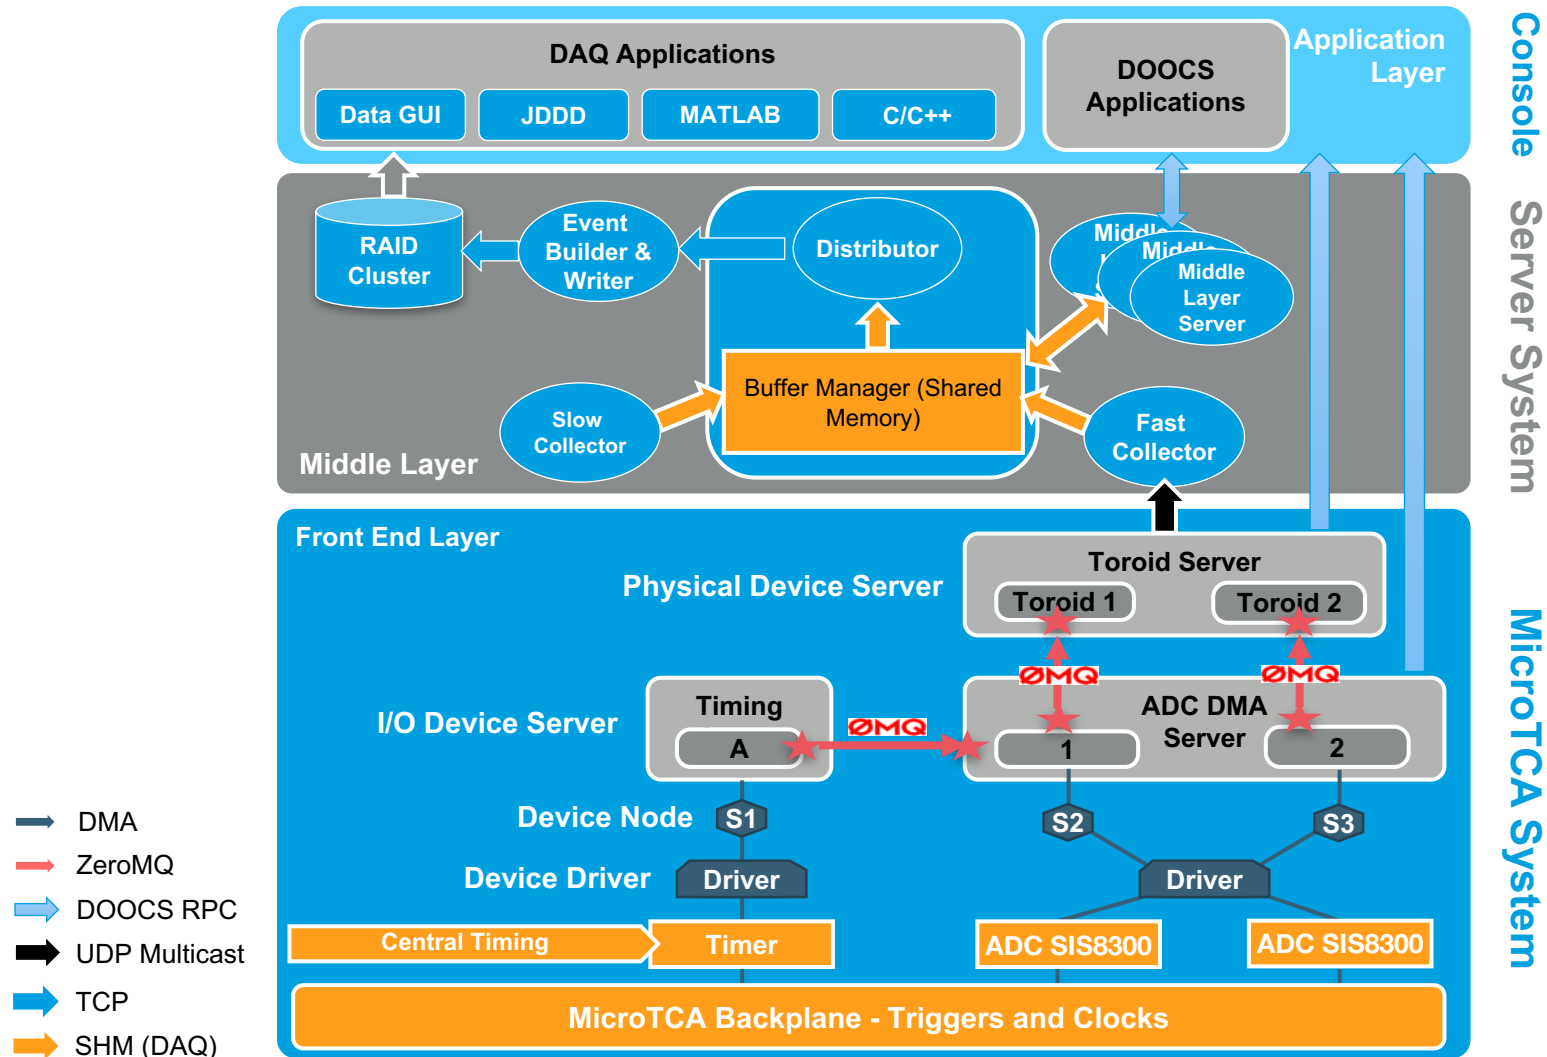 DAQ Applications
Data GUI
JDDD
MATLAB
C/C++
DOOCS
Applications
Application
Layer
Console
RAID
Cluster
Event
Builder &
Writer
Distributor
Middle
Middle
Middle
Layer
Server
Buffer Manager (Shared
Memory)
Slow
Collector
Fast
Collector
Middle Layer
Server System
Front End Layer
Physical Device Server
Toroid Server
Toroid 1
Toroid 2
ØMQ
ØMQ
I/O Device Server
Timing
A
ØMQ
ADC DMA
Server
1
2
Device Node
S1
S2
S3
Device Driver
Driver
Driver
Central Timing
Timer
ADC SIS8300
ADC SIS8300
MicroTCA Backplane - Triggers and Clocks
MicroTCA System
DMA
ZeroMQ
DOOCS RPC
UDP Multicast
TCP
SHM (DAQ)